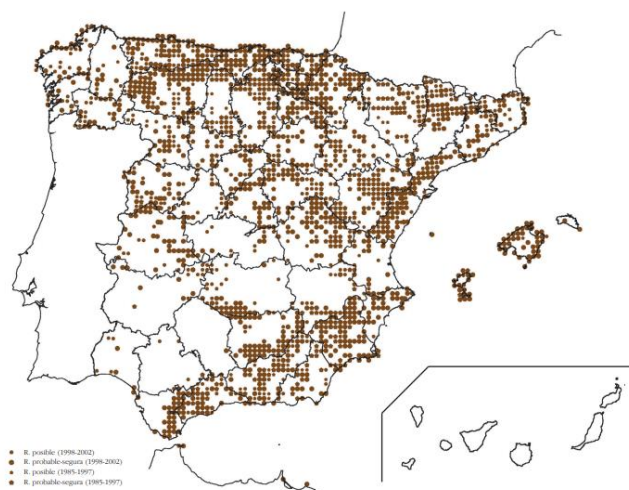 R. posible (1998-2002)
R. probable-segura (1998-2002)
R. posible (1985-1997)
R. probable-segura (1985-1997)